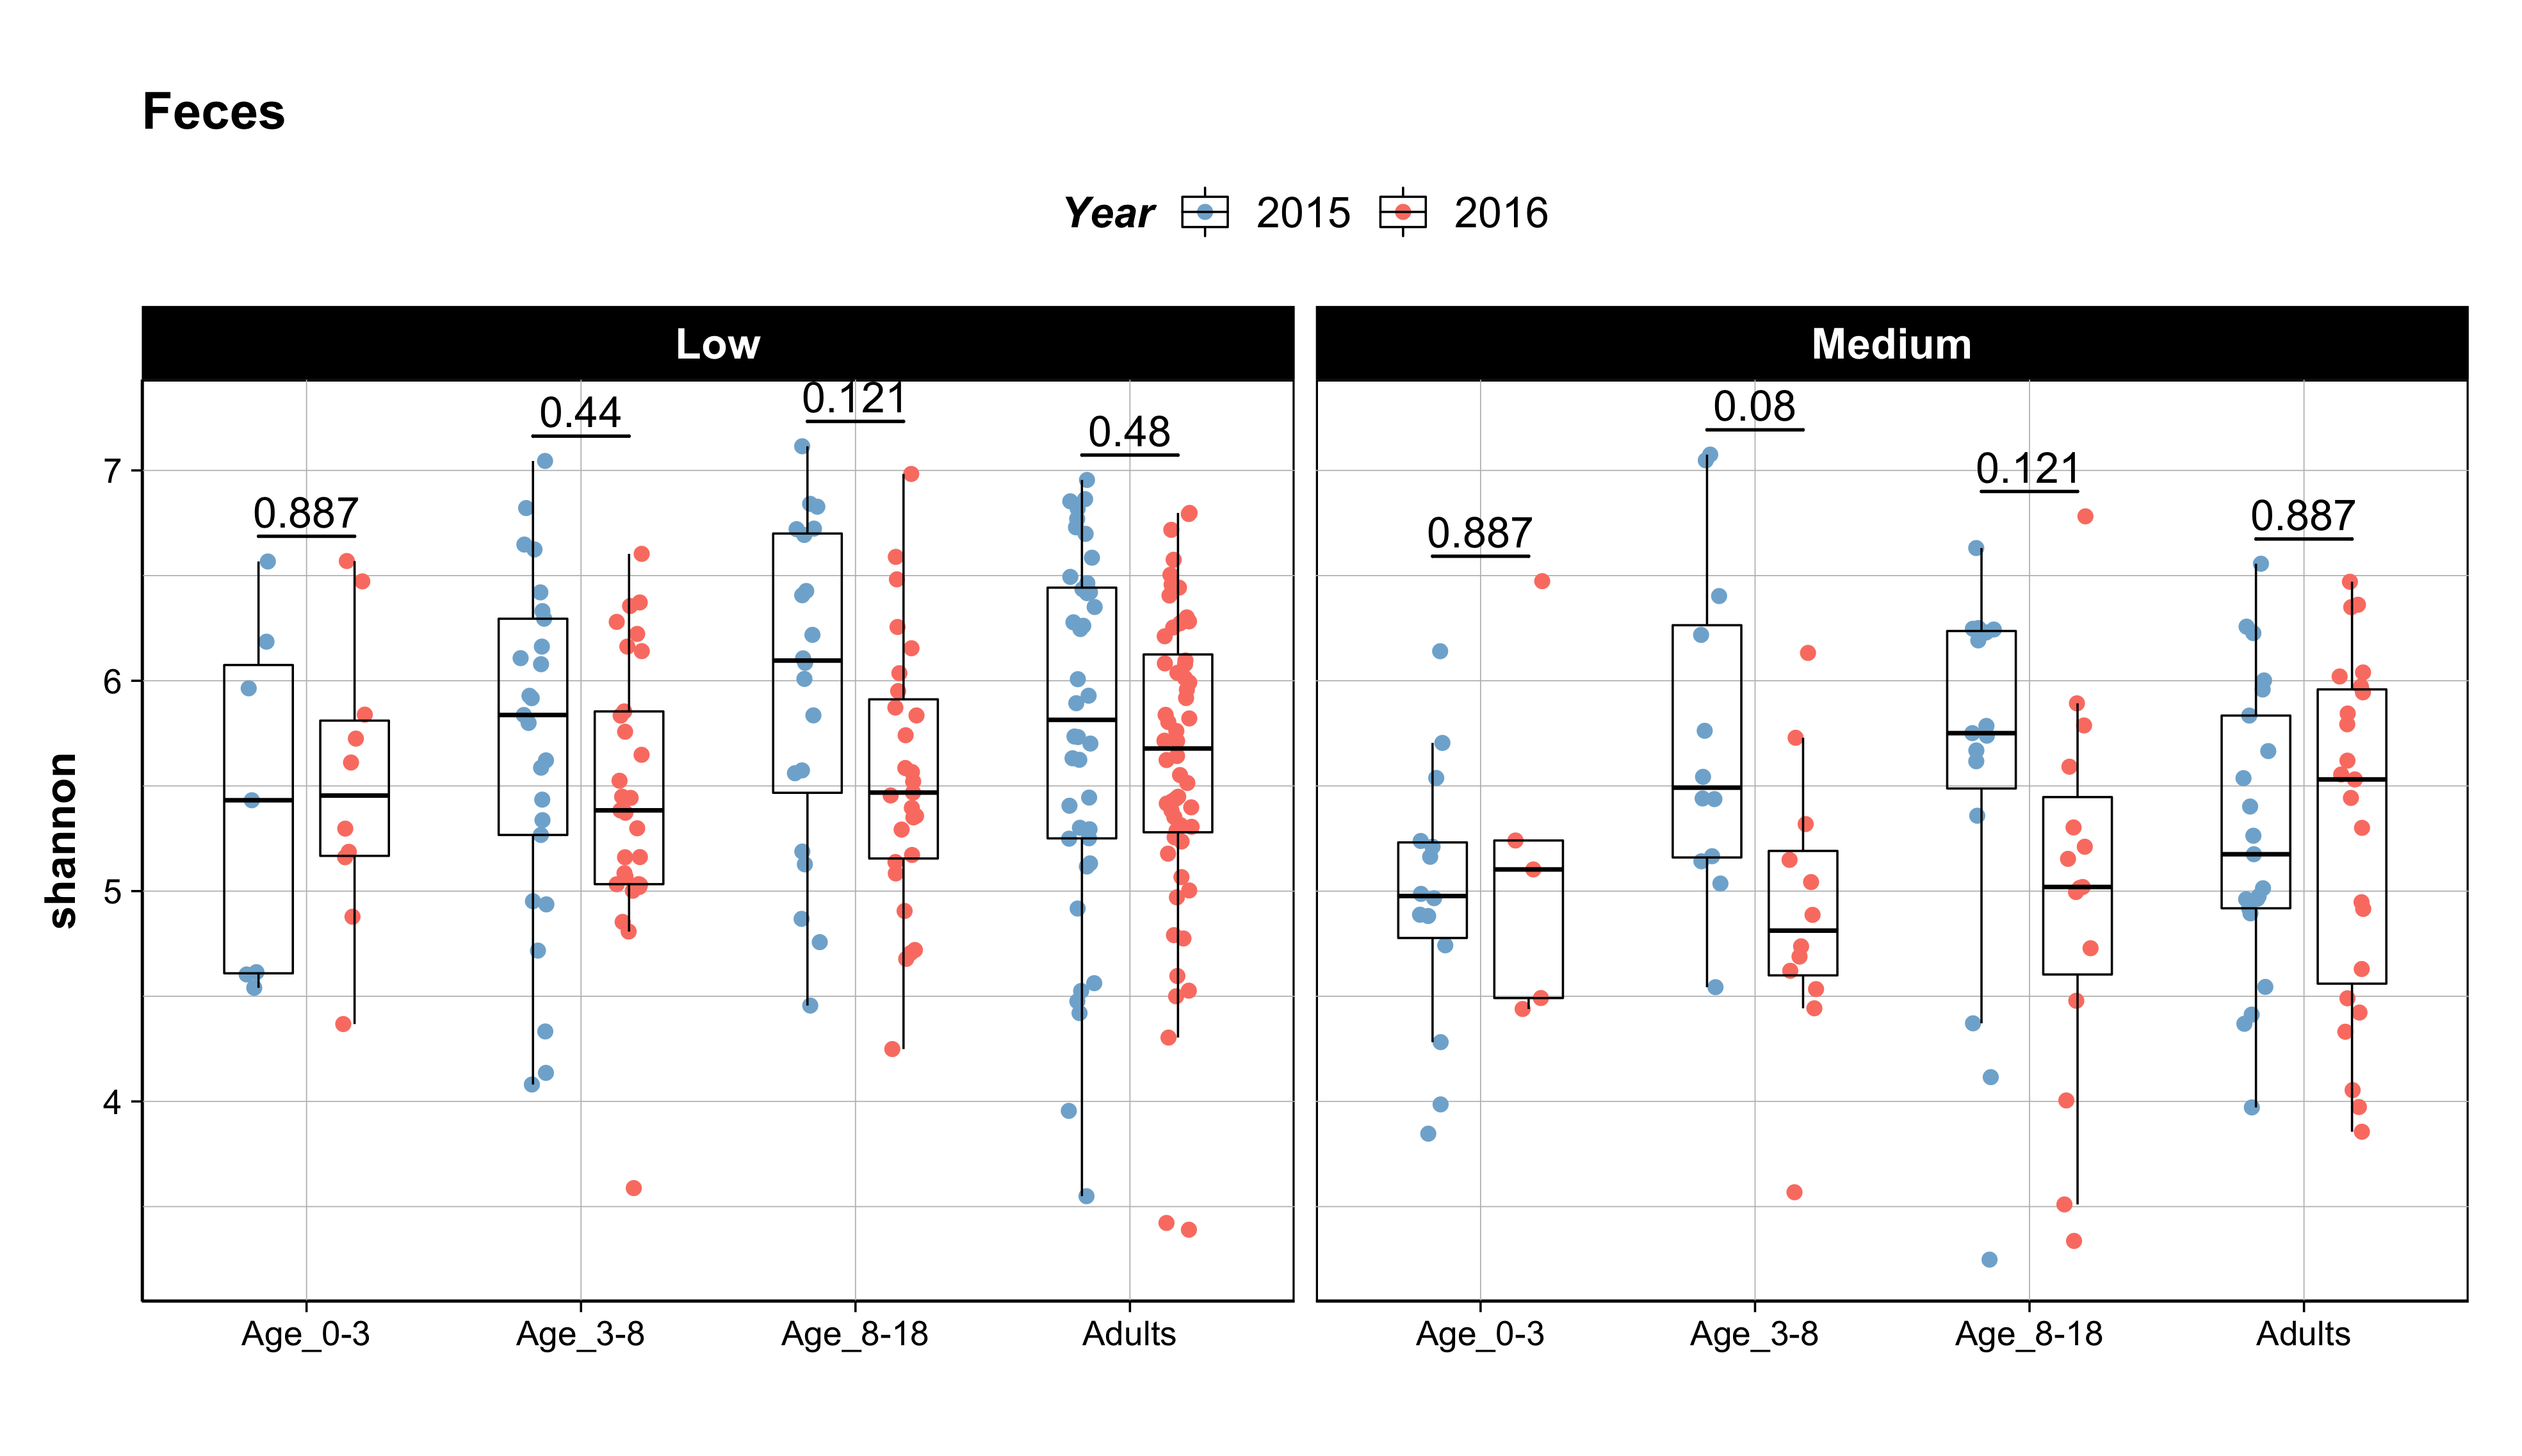 Feces
Year 2015 2016
Low Medium
0.887 0.44 0.121 0.48 0.887 0.08 0.121 0.887
shannon
7
6
5
4
Age_0-3 Age_3-8 Age_8-18 Adults Age_0-3 Age_3-8 Age_8-18 Adults